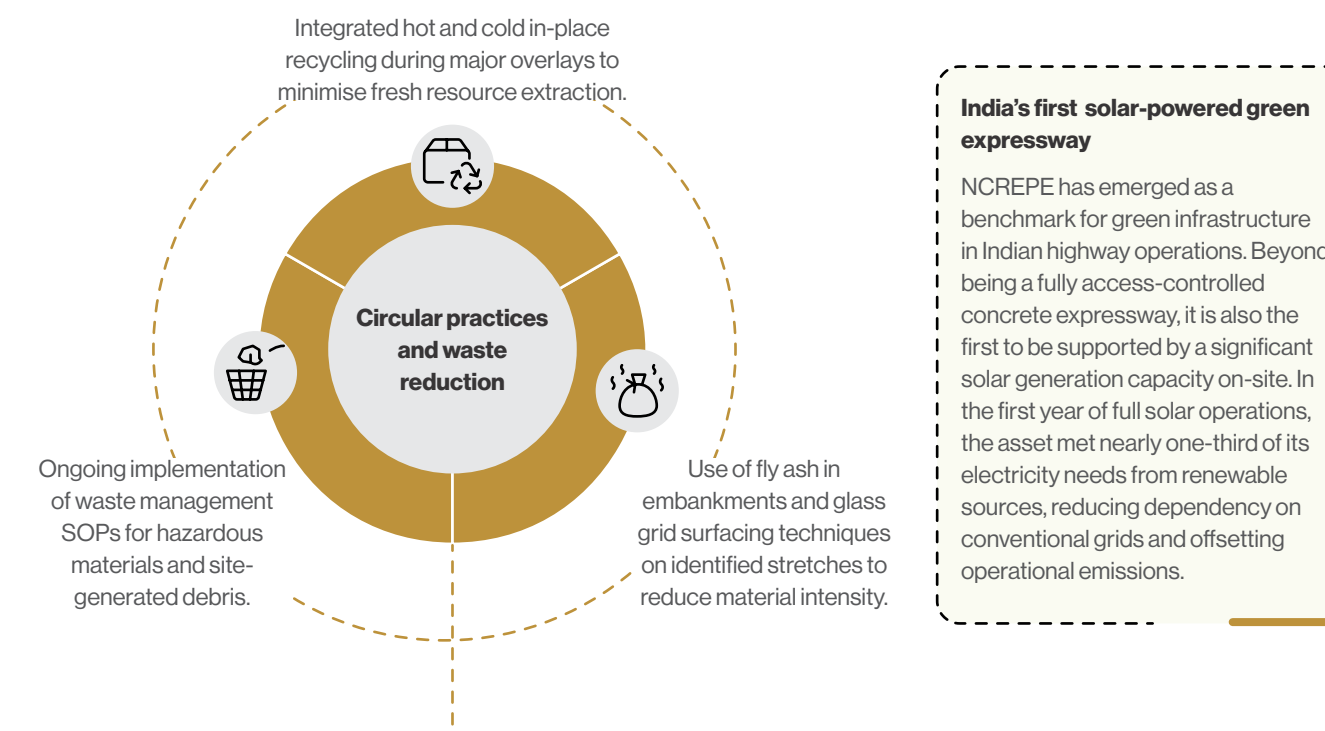 Integrated hot and cold in-place
recycling during major overlays to
minimise fresh resource extraction.
Circular practices
and waste
reduction
Ongoing implementation
of waste management
SOPs for hazardous
materials and site-
generated debris.
Use of fly ash in
embankments and glass
grid surfacing techniques
on identified stretches to
reduce material intensity.
India's first solar-powered green
expressway
NCREPE has emerged as a
benchmark for green infrastructure
in Indian highway operations. Beyond
being a fully access-controlled
concrete expressway, it is also the
first to be supported by a significant
solar generation capacity on-site. In
the first year of full solar operations,
the asset met nearly one-third of its
electricity needs from renewable
sources, reducing dependency on
conventional grids and offsetting
operational emissions.